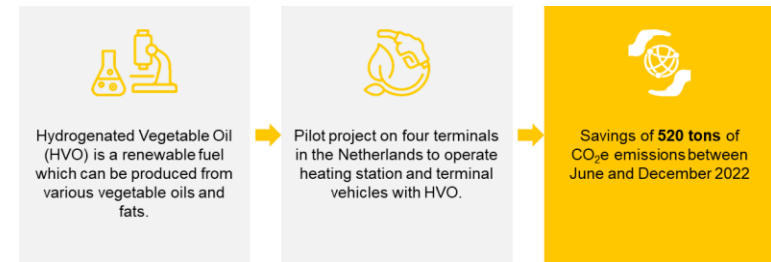 Hydrogenated Vegetable Oil
(HVO) is a renewable fuel
which can be produced from
various vegetable oils and
fats.
Pilot project on four terminals
in the Netherlands to operate
heating station and terminal
vehicles with HVO.
Savings of 520 tons of
CO₂e emissions between
June and December 2022